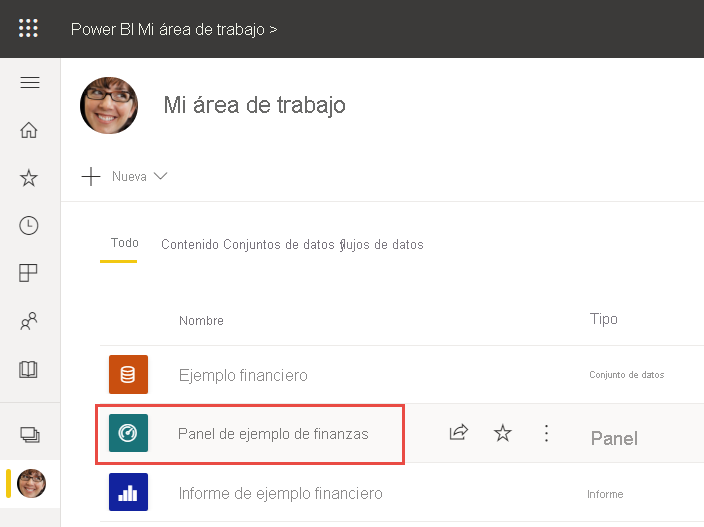 Power BI Mi área de trabajo >
Mi área de trabajo
Nueva
Todo Contenido Conjuntos de datos y flujos de datos
Nombre Tipo
Ejemplo financiero Conjunto de datos
Panel de ejemplo de finanzas Panel
Informe de ejemplo financiero Informe